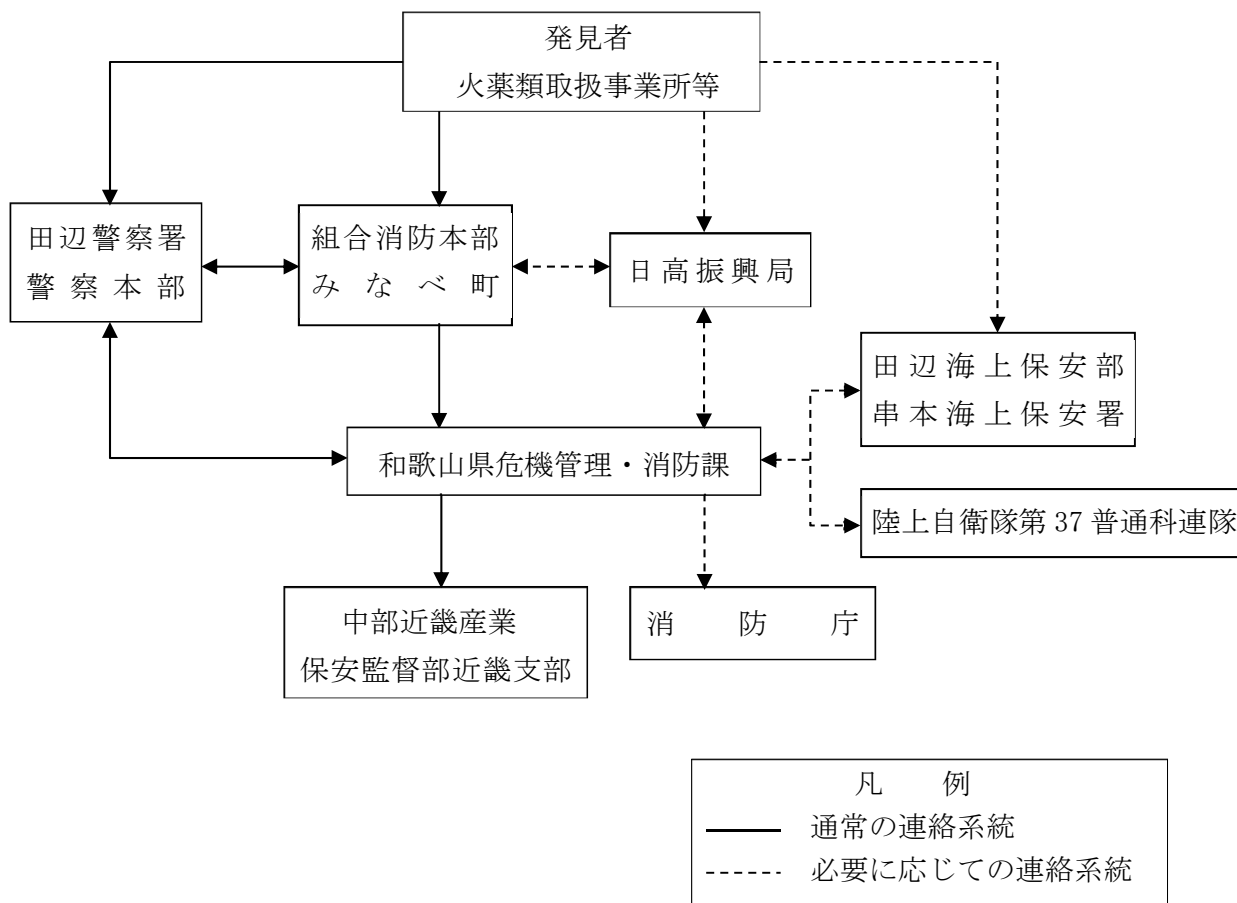 発見者
火薬類取扱事業所等
田辺警察署
警察本部
組合消防本部
みなべ町
日高振興局
田辺海上保安部
串本海上保安署
和歌山県危機管理・消防課
陸上自衛隊第 37 普通科連隊
中部近畿産業
保安監督部近畿支部
消防庁
凡例
通常の連絡系統
必要に応じての連絡系統